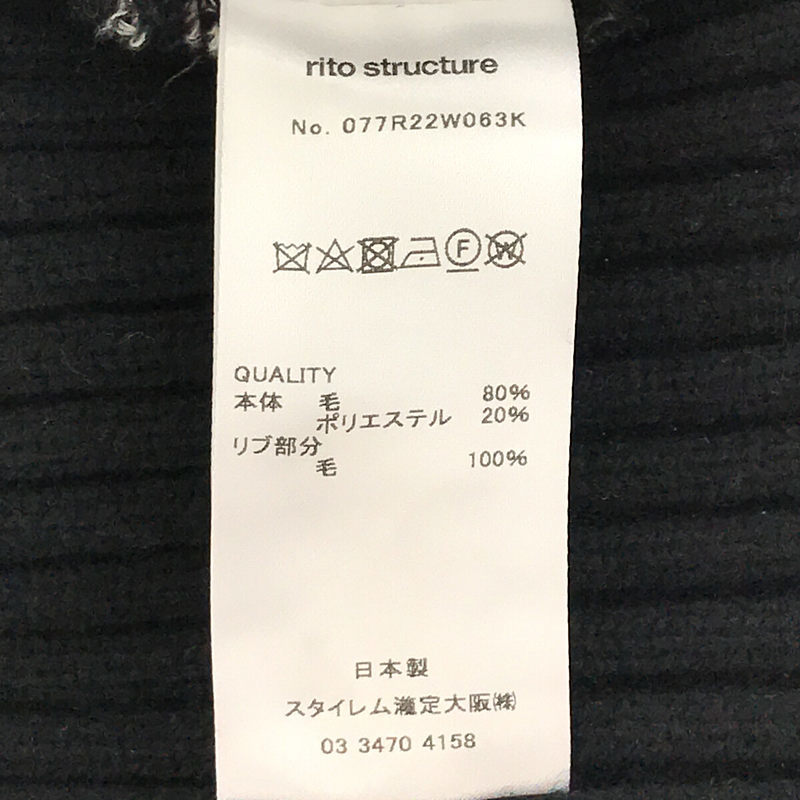 rito structure
No. 077R22W063K
F
W
QUALITY
本体 毛 80%
ポリエステル 20%
リブ部分
毛 100%
日本製
スタイレム瀧定大阪㈱
03 3470 4158